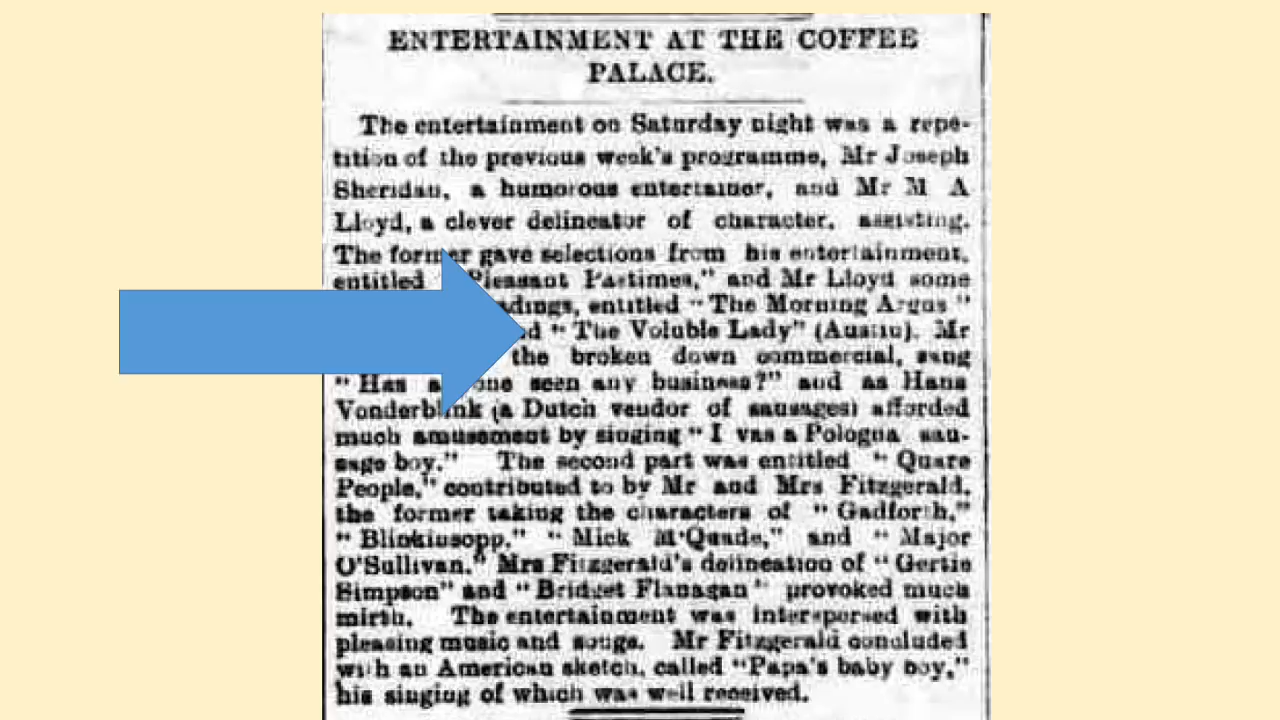 ENTERTAINMENT AT THE COFFEE
PALACE.
The entertainment on Saturday night was a repe-
tition of the previous week's programme, Mr Joseph
Sheridan, a humorous entertainer, and Mr M A
Lloyd, a clever delineator of character, assisting.
The former gave selections from his entertainment,
entitled "Pleasant Pastimes," and Mr Lloyd some
entitled "The Morning Argus"
"The Voluble Lady" (Austin). Mr
the broken down commercial, sang
"Has any one seen any business?" and as Hans
Vonderblink (a Dutch vendor of sausages) afforded
much amusement by singing "I vas a Pologna sau-
sage boy." The second part was entitled "Quare
People," contributed to by Mr and Mrs Fitzgerald,
the former taking the characters of "Gadforth,"
"Blinkinsopp," "Mick M'Quade," and "Major
O'Sullivan." Mrs Fitzgerald's delineation of "Gertie
Simpson" and "Bridget Flanagan" provoked much
mirth. The entertainment was interspersed with
pleasing music and songs. Mr Fitzgerald concluded
with an American sketch, called "Papa's baby boy,"
his singing of which was well received.